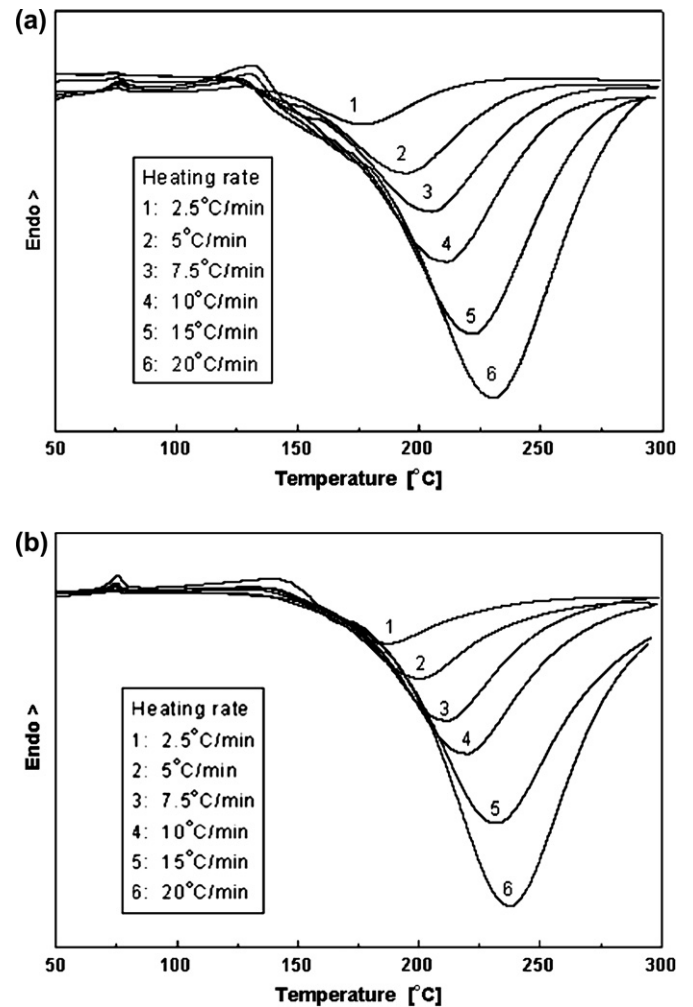 (a)
Endo >
Heating rate
1: 2.5°C/min
2: 5°C/min
3: 7.5°C/min
4: 10°C/min
5: 15°C/min
6: 20°C/min
1
2
3
4
5
6
50 100 150 200 250 300
Temperature [°C]
(b)
Endo >
Heating rate
1: 2.5°C/min
2: 5°C/min
3: 7.5°C/min
4: 10°C/min
5: 15°C/min
6: 20°C/min
1
2
3
4
5
6
50 100 150 200 250 300
Temperature [°C]